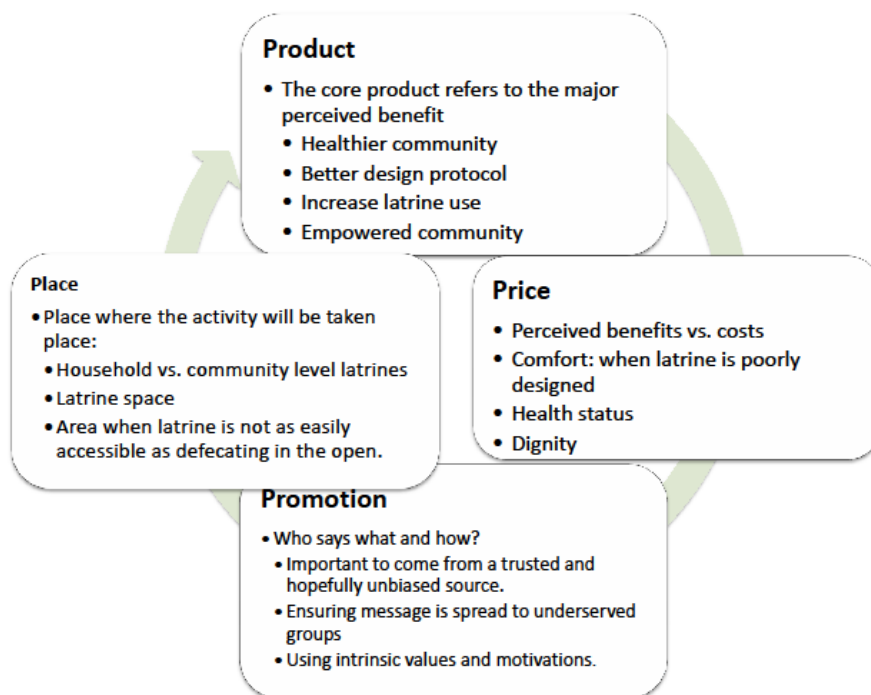 Product
• The core product refers to the major
perceived benefit
• Healthier community
• Better design protocol
• Increase latrine use
• Empowered community
Price
• Perceived benefits vs. costs
• Comfort: when latrine is poorly
designed
• Health status
• Dignity
Promotion
• Who says what and how?
• Important to come from a trusted and
hopefully unbiased source.
• Ensuring message is spread to underserved
groups
• Using intrinsic values and motivations.
Place
• Place where the activity will be taken
place:
• Household vs. community level latrines
• Latrine space
• Area when latrine is not as easily
accessible as defecating in the open.